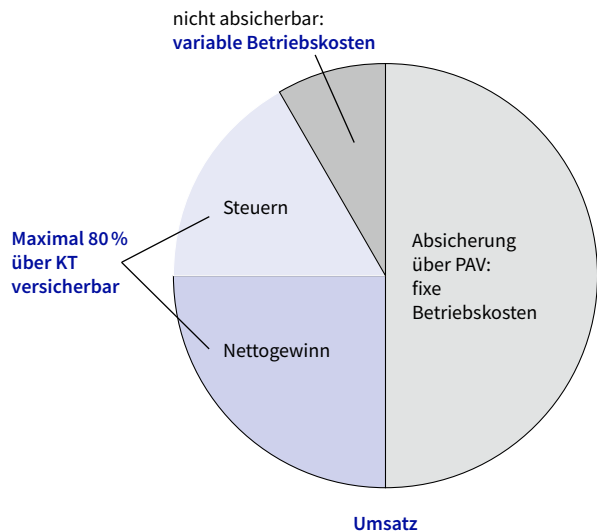 nicht absicherbar:
variable Betriebskosten
Steuern
Maximal 80 %
über KT
versicherbar
Absicherung
über PAV:
fixe
Betriebskosten
Nettogewinn
Umsatz